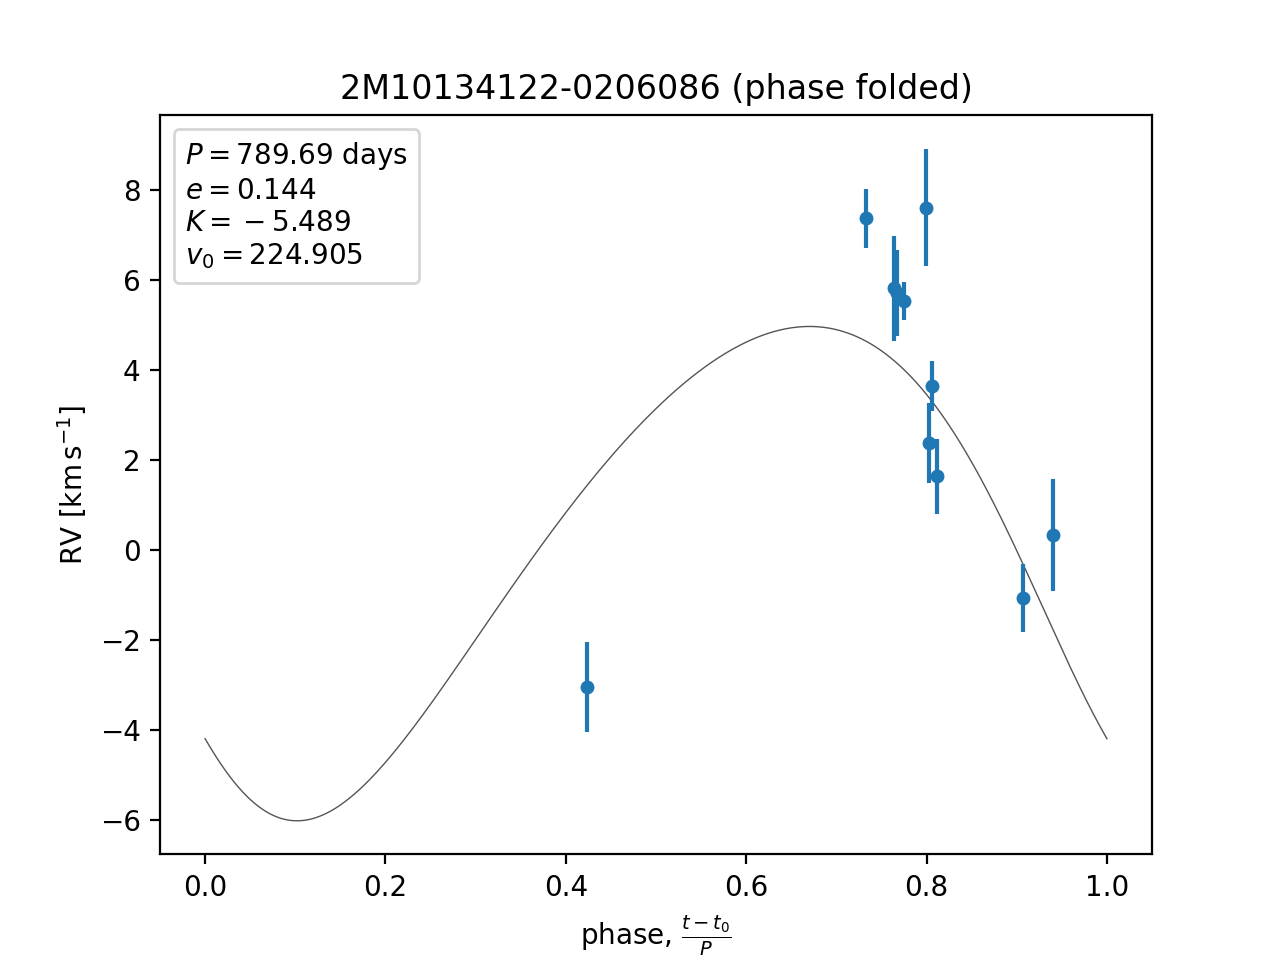 2M10134122-0206086 (phase folded)
P = 789.69 days
e = 0.144
K = −5.489
v₀ = 224.905
8
6
4
2
0
−2
−4
−6
RV [km s⁻¹]
0.0 0.2 0.4 0.6 0.8 1.0
phase, (t − t₀)/P